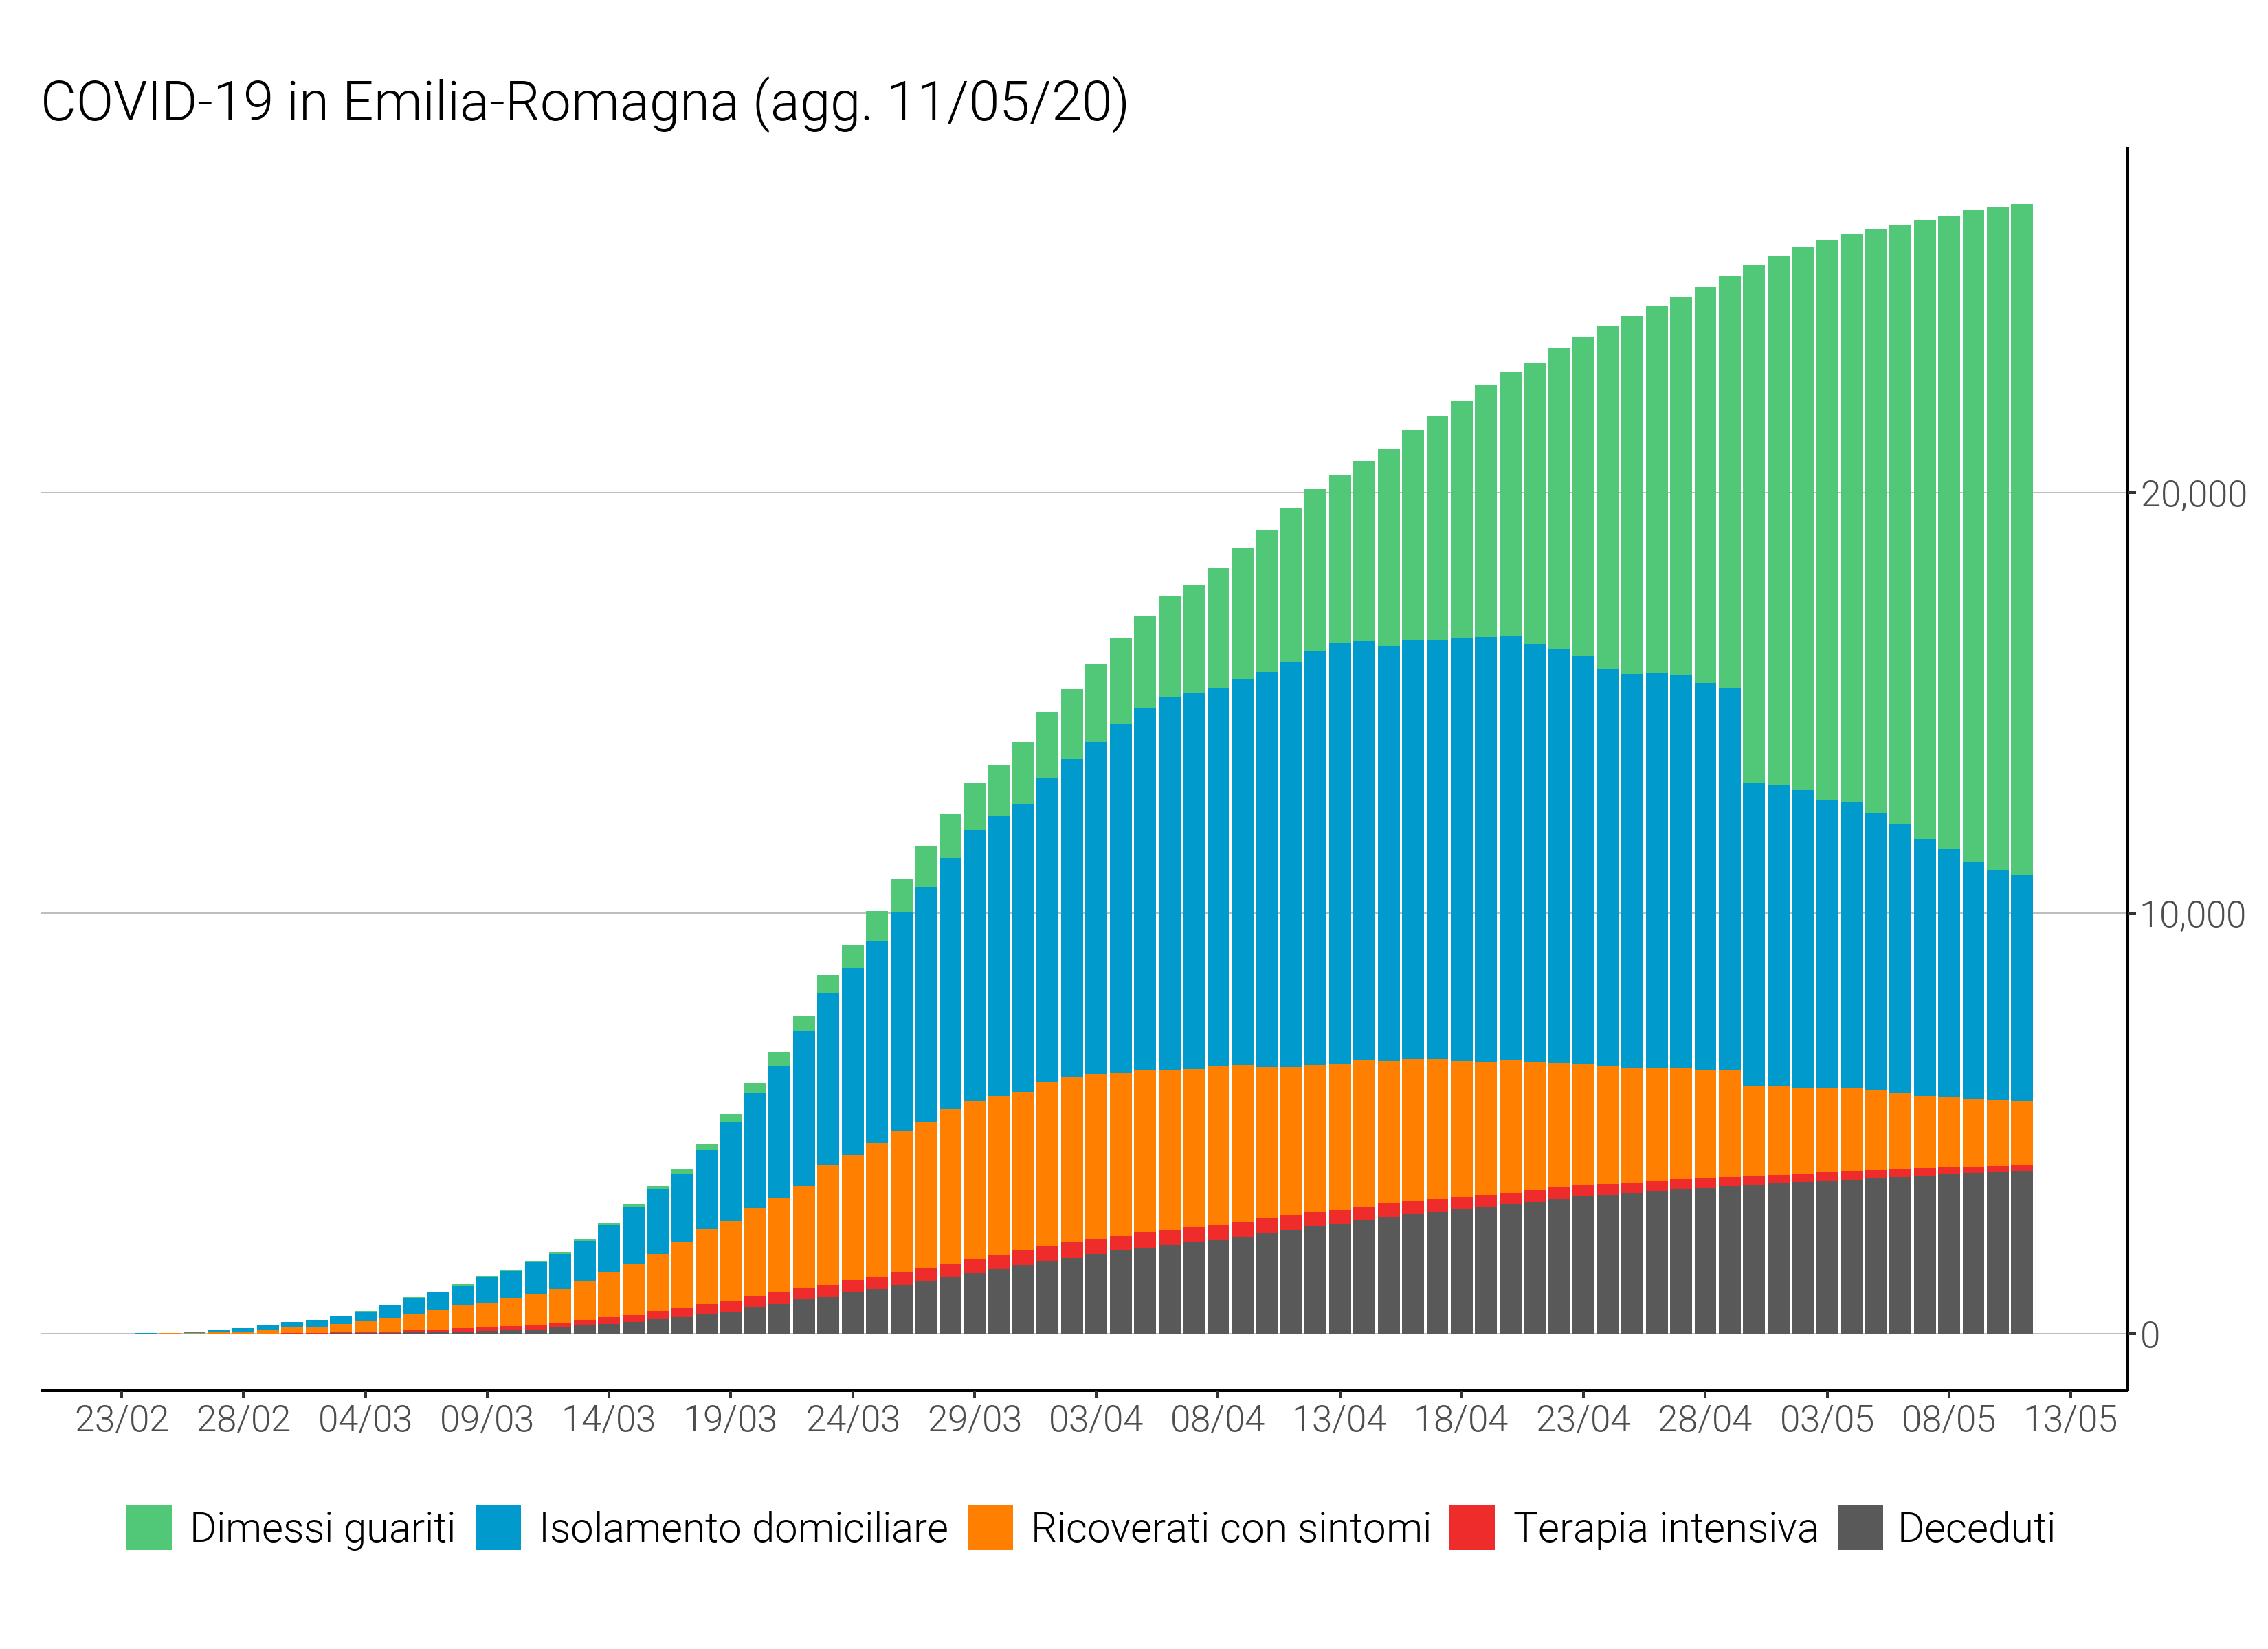 COVID-19 in Emilia-Romagna (agg. 11/05/20)
20,000
10,000
0
23/02 28/02 04/03 09/03 14/03 19/03 24/03 29/03 03/04 08/04 13/04 18/04 23/04 28/04 03/05 08/05 13/05
Dimessi guariti Isolamento domiciliare Ricoverati con sintomi Terapia intensiva Deceduti